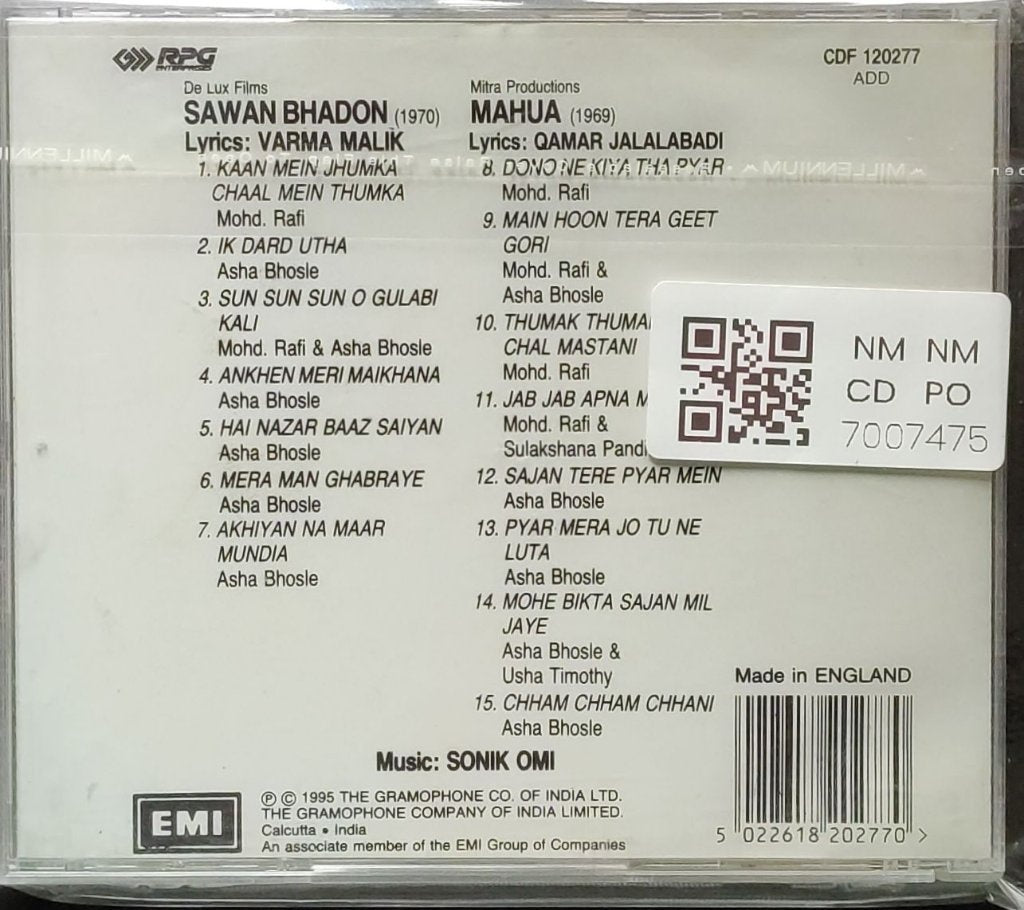 RPG
ENTERPRISES
CDF 120277
ADD
De Lux Films
SAWAN BHADON (1970)
Lyrics: VARMA MALIK
1. KAAN MEIN JHUMKA
CHAAL MEIN THUMKA
Mohd. Rafi
2. IK DARD UTHA
Asha Bhosle
3. SUN SUN SUN O GULABI
KALI
Mohd. Rafi & Asha Bhosle
4. ANKHEN MERI MAIKHANA
Asha Bhosle
5. HAI NAZAR BAAZ SAIYAN
Asha Bhosle
6. MERA MAN GHABRAYE
Asha Bhosle
7. AKHIYAN NA MAAR
MUNDIA
Asha Bhosle
Mitra Productions
MAHUA (1969)
Lyrics: QAMAR JALALABADI
8. DONO NE KIYA THA PYAR
Mohd. Rafi
9. MAIN HOON TERA GEET
GORI
Mohd. Rafi &
Asha Bhosle
10. THUMAK THUMA
CHAL MASTANI
Mohd. Rafi
11. JAB JAB APNA M
Mohd. Rafi &
Sulakshana Pandi
12. SAJAN TERE PYAR MEIN
Asha Bhosle
13. PYAR MERA JO TU NE
LUTA
Asha Bhosle
14. MOHE BIKTA SAJAN MIL
JAYE
Asha Bhosle &
Usha Timothy
15. CHHAM CHHAM CHHANI
Asha Bhosle
MILLENNIUM
NM NM
CD PO
7007475
Music: SONIK OMI
Made in ENGLAND
EMI
℗ © 1995 THE GRAMOPHONE CO. OF INDIA LTD.
THE GRAMOPHONE COMPANY OF INDIA LIMITED.
Calcutta • India
An associate member of the EMI Group of Companies
5 022618 202770 >